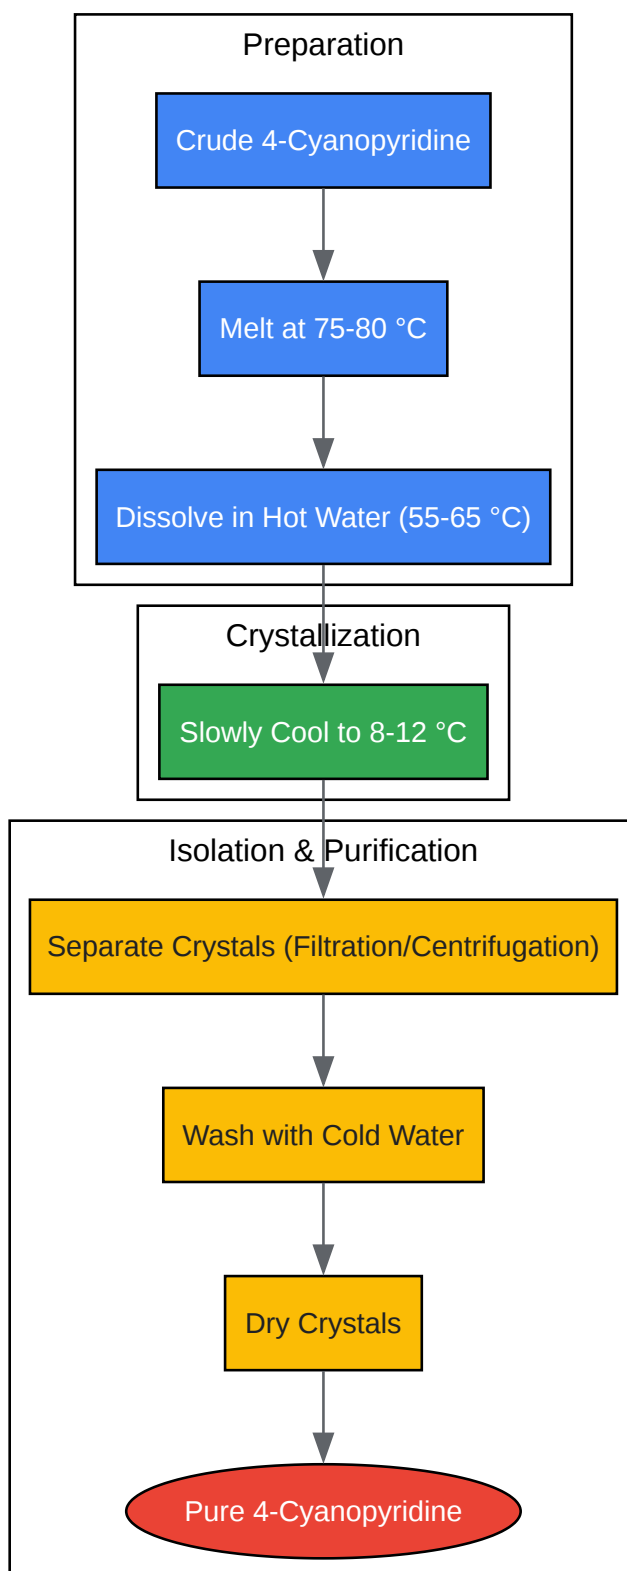 Preparation
Crude 4-Cyanopyridine
Melt at 75-80 °C
Dissolve in Hot Water (55-65 °C)
Crystallization
Slowly Cool to 8-12 °C
Isolation & Purification
Separate Crystals (Filtration/Centrifugation)
Wash with Cold Water
Dry Crystals
Pure 4-Cyanopyridine